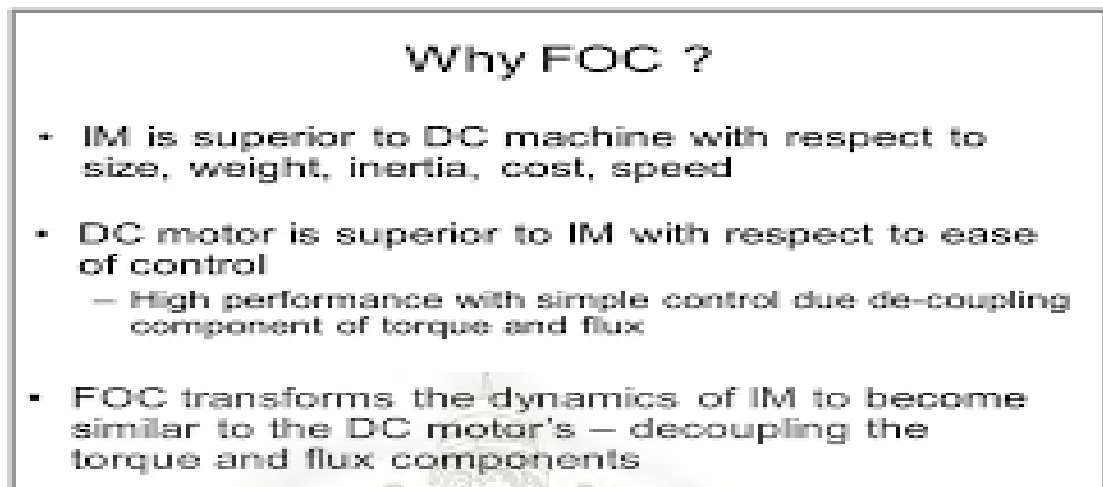 Why FOC ?
• IM is superior to DC machine with respect to
size, weight, inertia, cost, speed
• DC motor is superior to IM with respect to ease
of control
– High performance with simple control due de-coupling
component of torque and flux
• FOC transforms the dynamics of IM to become
similar to the DC motor's – decoupling the
torque and flux components